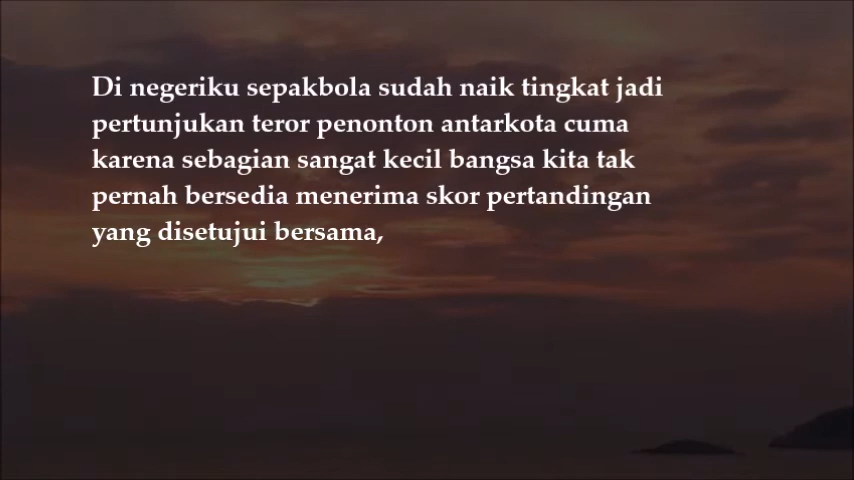 Di negeriku sepakbola sudah naik tingkat jadi
pertunjukan teror penonton antarkota cuma
karena sebagian sangat kecil bangsa kita tak
pernah bersedia menerima skor pertandingan
yang disetujui bersama,